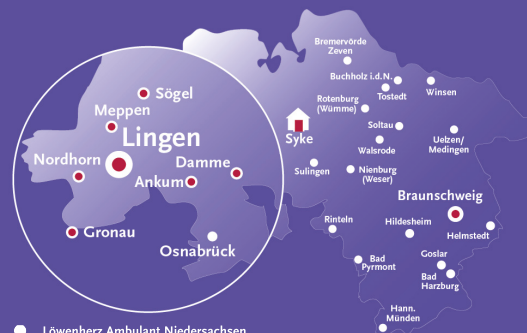 Bremervörde
Zeven
Buchholz i.d.N.
Tostedt
Winsen
Rotenburg
(Wümme)
Soltau
Walsrode
Uelzen/
Medingen
Syke
Sulingen
Nienburg
(Weser)
Braunschweig
Rinteln
Hildesheim
Helmstedt
Bad
Pyrmont
Goslar
Bad
Harzburg
Hann.
Münden
Sögel
Meppen
Lingen
Nordhorn
Damme
Ankum
Gronau
Osnabrück
Löwenherz Ambulant Niedersachsen